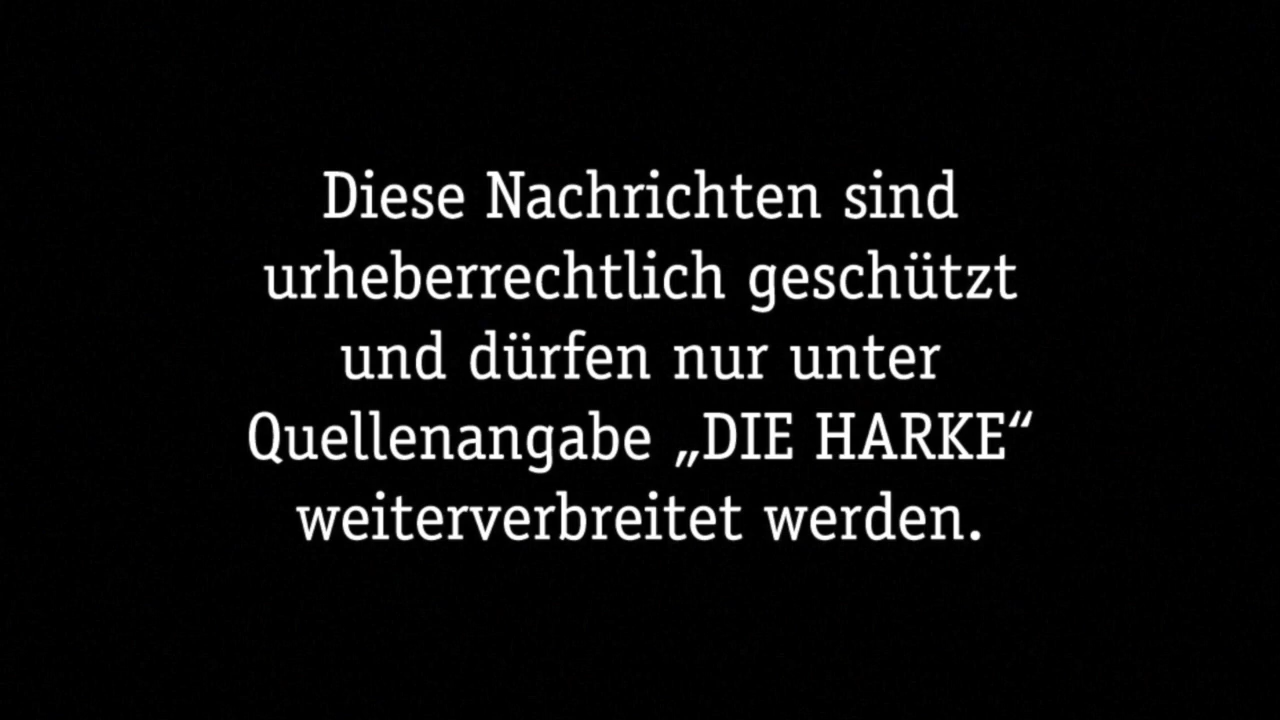 Diese Nachrichten sind
urheberrechtlich geschützt
und dürfen nur unter
Quellenangabe „DIE HARKE“
weiterverbreitet werden.